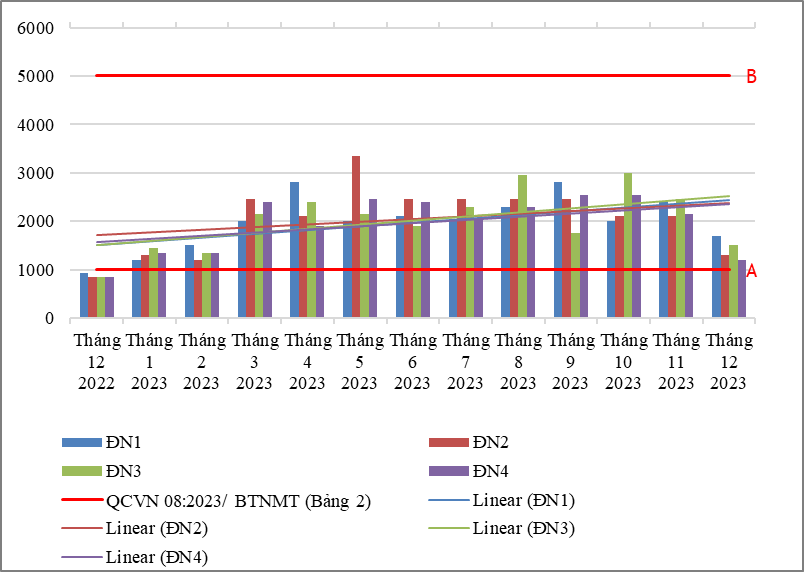 6000
5000
4000
3000
2000
1000
0
B
A
Tháng 12 2022
Tháng 1 2023
Tháng 2 2023
Tháng 3 2023
Tháng 4 2023
Tháng 5 2023
Tháng 6 2023
Tháng 7 2023
Tháng 8 2023
Tháng 9 2023
Tháng 10 2023
Tháng 11 2023
Tháng 12 2023
ĐN1
ĐN2
ĐN3
ĐN4
QCVN 08:2023/ BTNMT (Bảng 2)
Linear (ĐN1)
Linear (ĐN2)
Linear (ĐN3)
Linear (ĐN4)